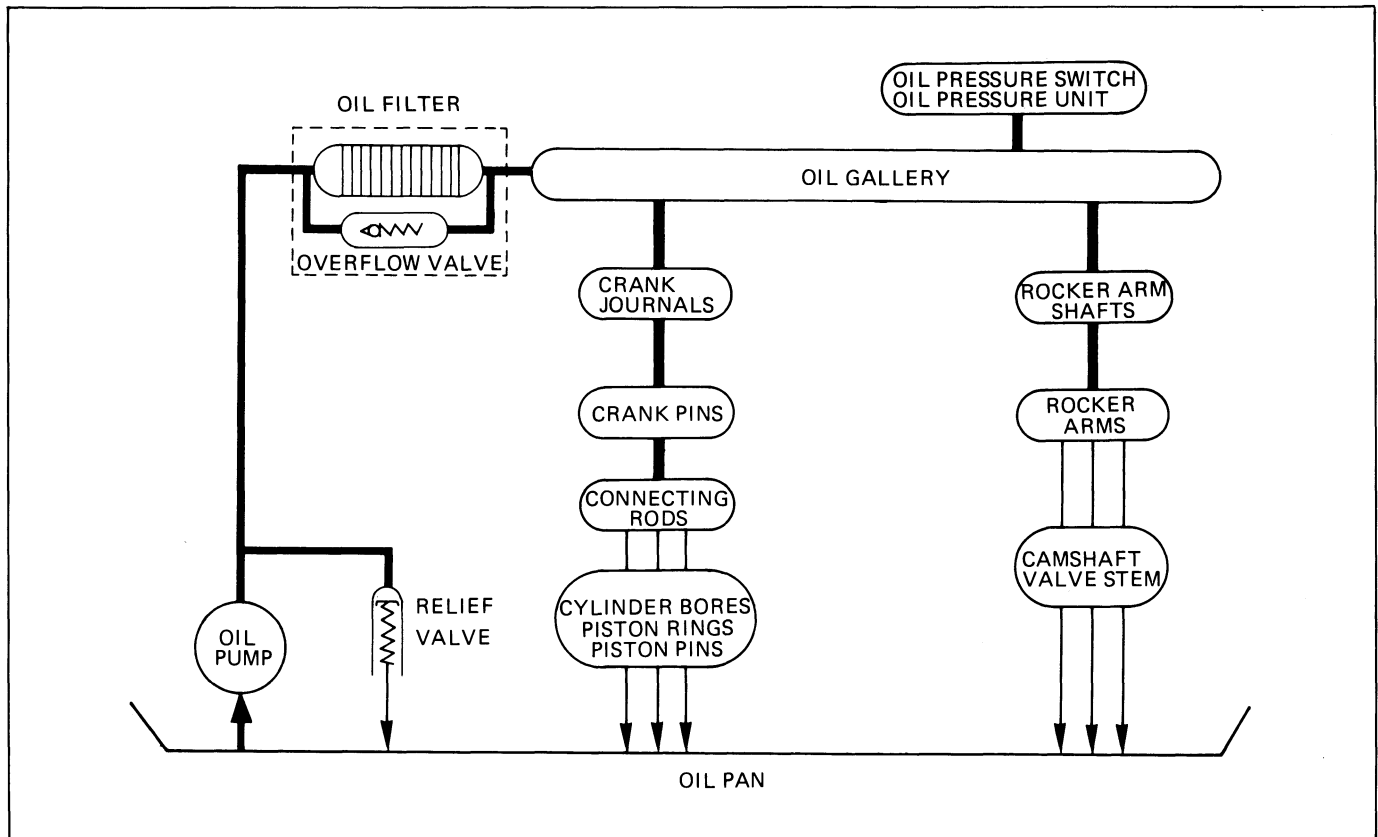 OIL FILTER
OVERFLOW VALVE
OIL PRESSURE SWITCH
OIL PRESSURE UNIT
OIL GALLERY
CRANK
JOURNALS
CRANK PINS
CONNECTING
RODS
CYLINDER BORES
PISTON RINGS
PISTON PINS
ROCKER ARM
SHAFTS
ROCKER
ARMS
CAMSHAFT
VALVE STEM
OIL
PUMP
RELIEF
VALVE
OIL PAN